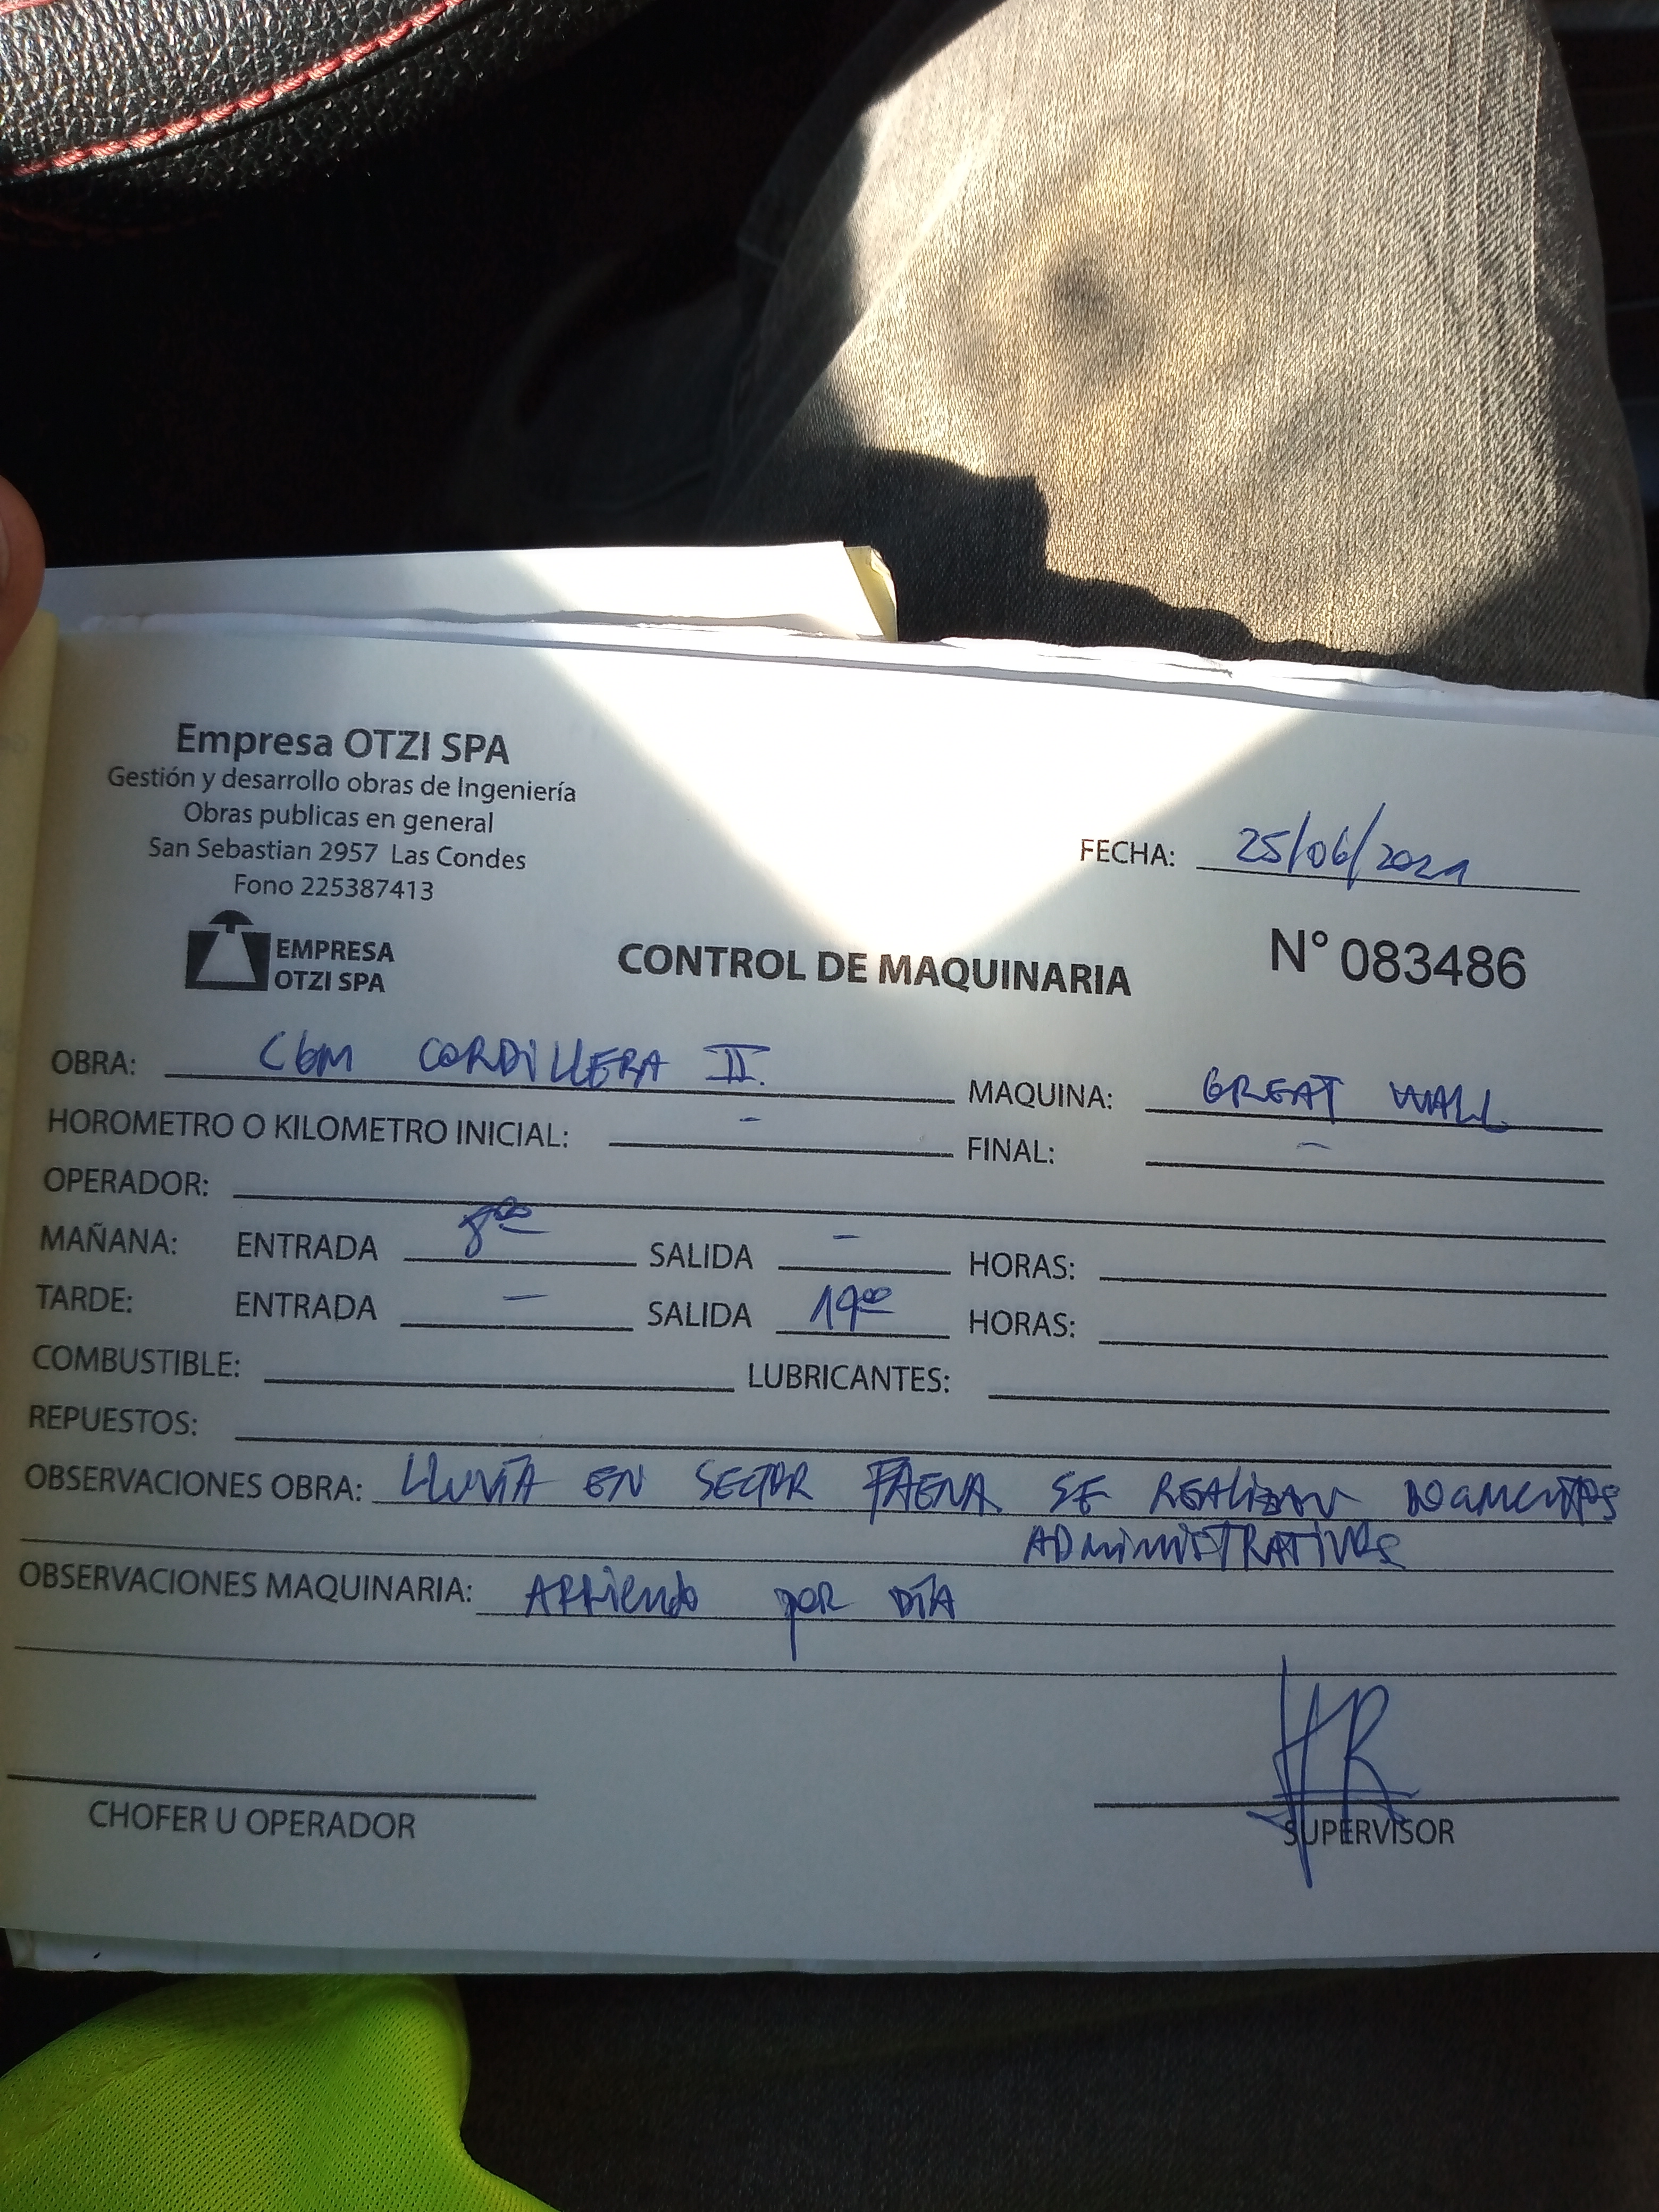 Empresa OTZI SPA
Gestión y desarrollo obras de Ingeniería
Obras publicas en general
San Sebastian 2957 Las Condes
Fono 225387413
FECHA: 25/06/2021
EMPRESA
OTZI SPA
CONTROL DE MAQUINARIA
N° 083486
OBRA: CGM CORDILLERA II.
MAQUINA: GREAT WALL
HOROMETRO O KILOMETRO INICIAL: -
FINAL: -
OPERADOR:
MAÑANA: ENTRADA 8:00 SALIDA - HORAS:
TARDE: ENTRADA - SALIDA 19:00 HORAS:
COMBUSTIBLE: LUBRICANTES:
REPUESTOS:
OBSERVACIONES OBRA: LLUVIA EN SECTOR FAENA SE REALIZAN DOCUMENTOS
ADMINISTRATIVOS
OBSERVACIONES MAQUINARIA: ARRIENDO POR DÍA
CHOFER U OPERADOR
SUPERVISOR